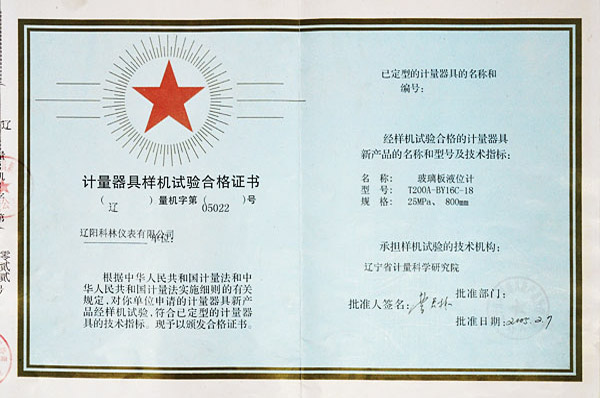 计量器具样机试验合格证书
( 辽 )量机字第( 05022 )号
辽阳科林仪表有限公司
单位:
根据中华人民共和国计量法和中
华人民共和国计量法实施细则的有关
规定,对你单位申请的计量器具新产
品经样机试验,符合已定型的计量器
具的技术指标。现予以颁发合格证书。
已定型的计量器具的名称和
编号:
经样机试验合格的计量器具
新产品的名称和型号及技术指标:
名 称: 玻璃板液位计
型 号: T200A-BY16C-18
规 格: 25MPa、800mm
承担样机试验的技术机构:
辽宁省计量科学研究院
批准部门:
批准人签名:
批准日期:2005.2.7
辽
第
零贰贰
号